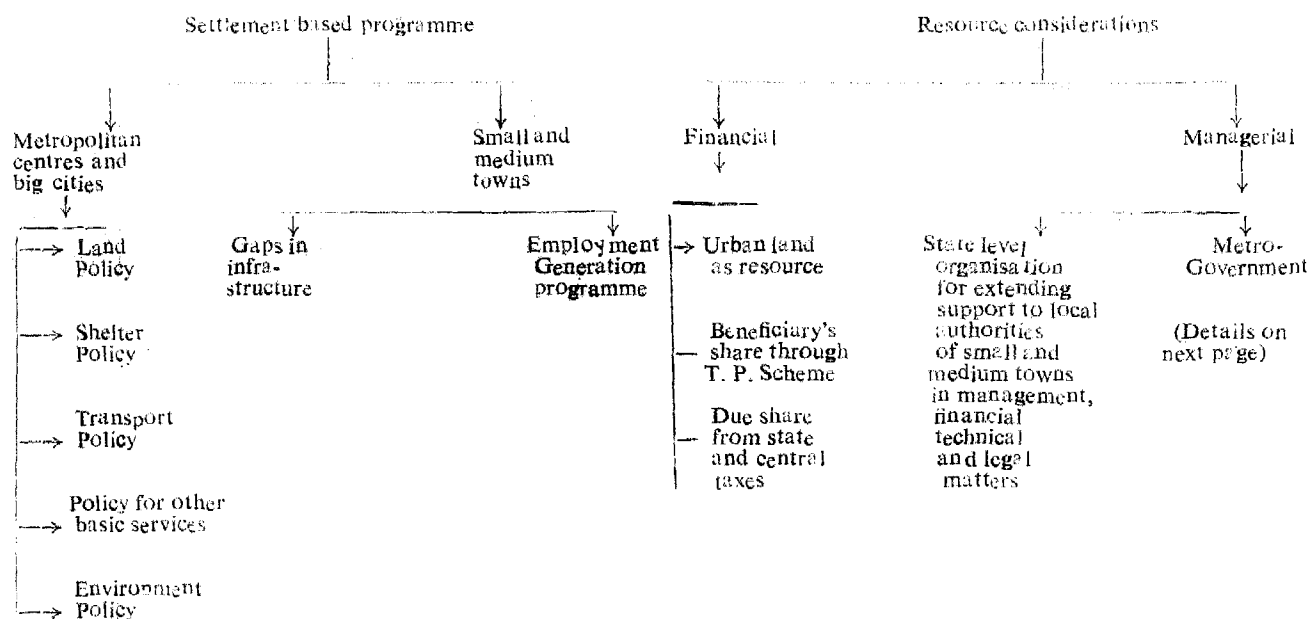 Settlement based programme
Resource considerations
Metropolitan
centres and
big cities
Small and
medium
towns
Financial
Managerial
Land
Policy
Shelter
Policy
Transport
Policy
Policy for other
basic services
Environment
Policy
Gaps in
infra-
structure
Employment
Generation
programme
Urban land
as resource
Beneficiary's
share through
T. P. Scheme
Due share
from state
and central
taxes
State level
organisation
for extending
support to local
authorities
of small and
medium towns
in management,
financial
technical
and legal
matters
Metro-
Government
(Details on
next page)